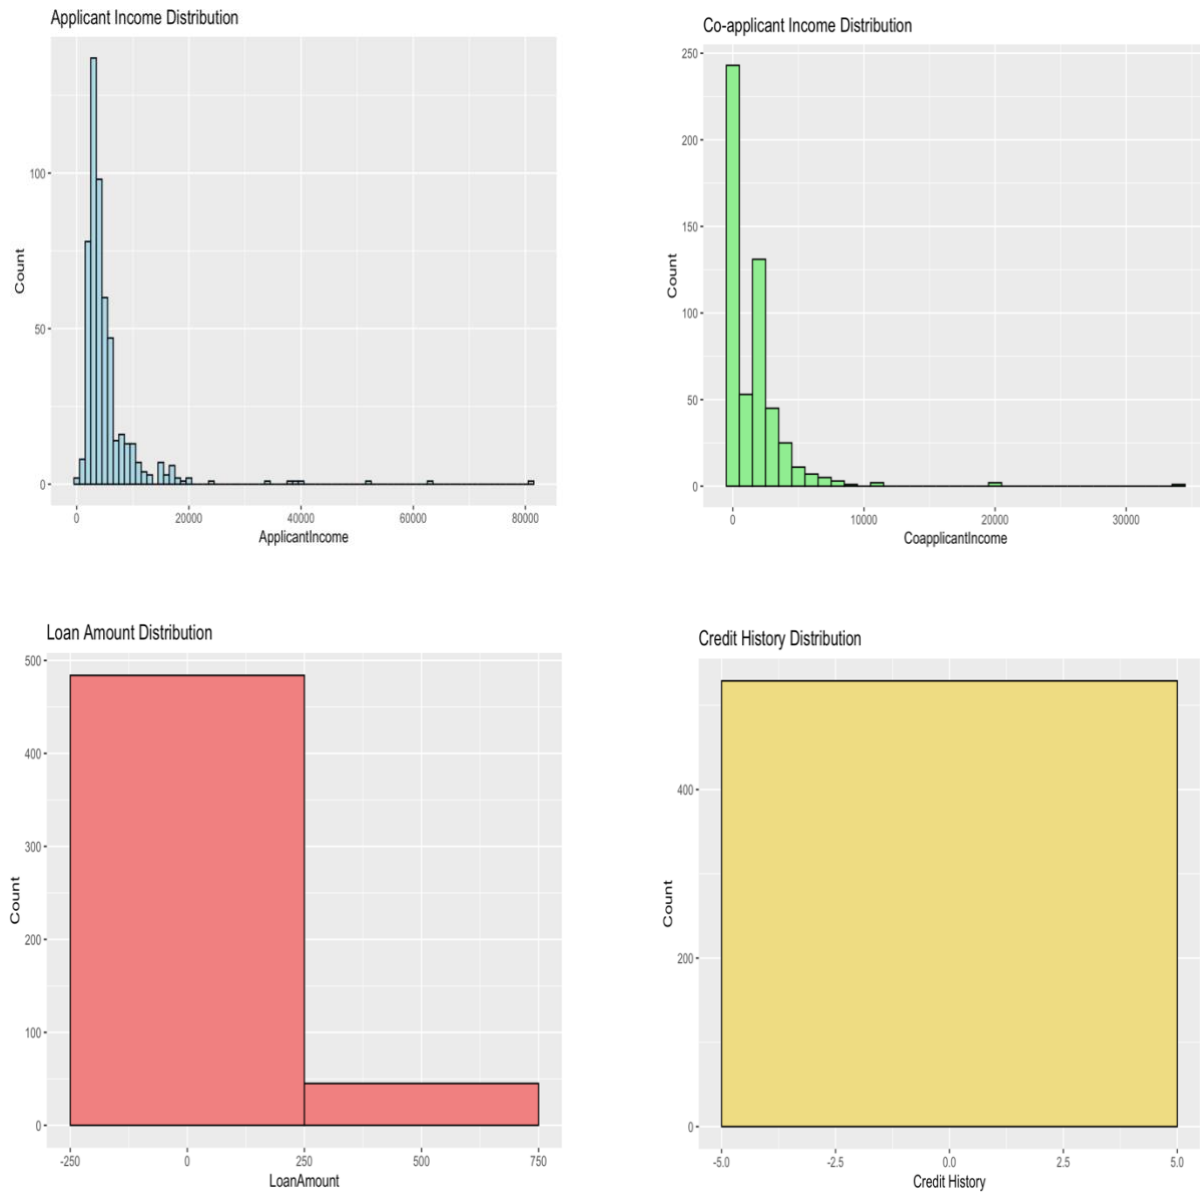 Applicant Income Distribution
Count
100
50
0
0 20000 40000 60000 80000
ApplicantIncome
Co-applicant Income Distribution
Count
250
200
150
100
50
0
0 10000 20000 30000
CoapplicantIncome
Loan Amount Distribution
Count
500
400
300
200
100
0
-250 0 250 500 750
LoanAmount
Credit History Distribution
Count
400
200
0
-5.0 -2.5 0.0 2.5 5.0
Credit History